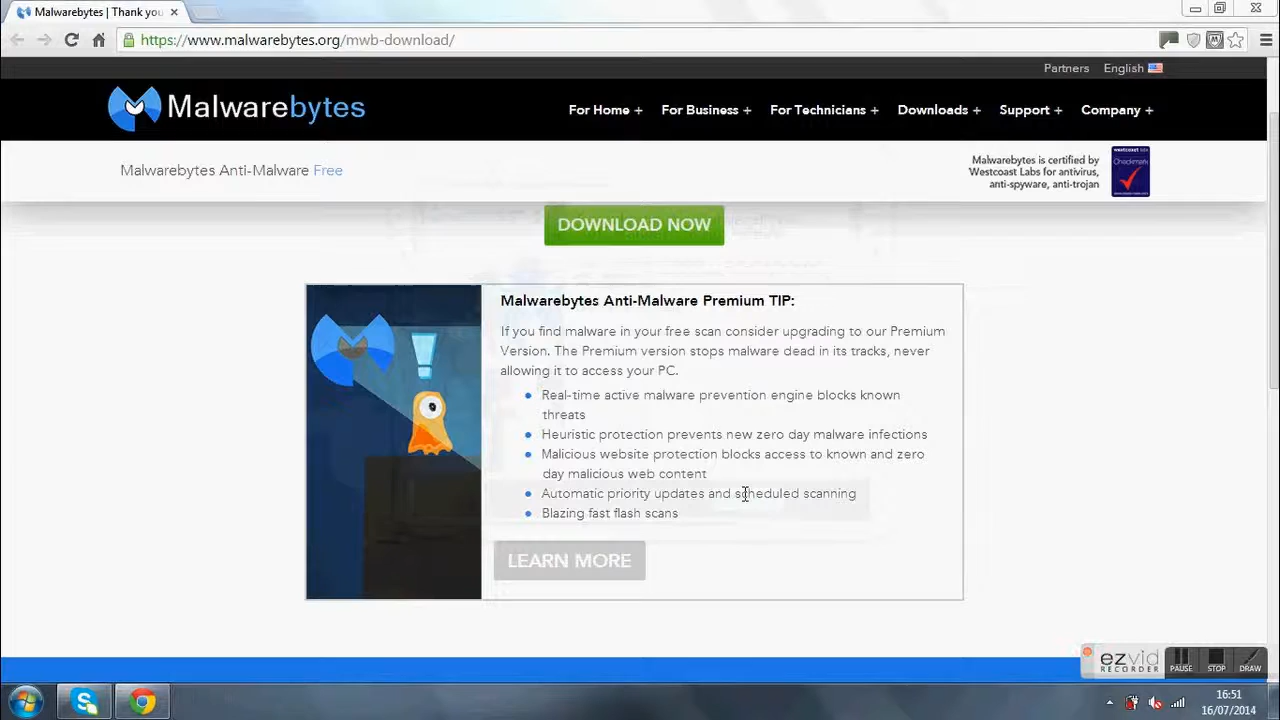 Malwarebytes | Thank you
https://www.malwarebytes.org/mwb-download/
Partners English
Malwarebytes
For Home + For Business + For Technicians + Downloads + Support + Company +
Malwarebytes Anti-Malware Free
Malwarebytes is certified by
Westcoast Labs for antivirus,
anti-spyware, anti-trojan
Checkmark
DOWNLOAD NOW
Malwarebytes Anti-Malware Premium TIP:
If you find malware in your free scan consider upgrading to our Premium
Version. The Premium version stops malware dead in its tracks, never
allowing it to access your PC.
Real-time active malware prevention engine blocks known
threats
Heuristic protection prevents new zero day malware infections
Malicious website protection blocks access to known and zero
day malicious web content
Automatic priority updates and scheduled scanning
Blazing fast flash scans
LEARN MORE
ezvid
RECORDER
PAUSE STOP DRAW
16:51
16/07/2014